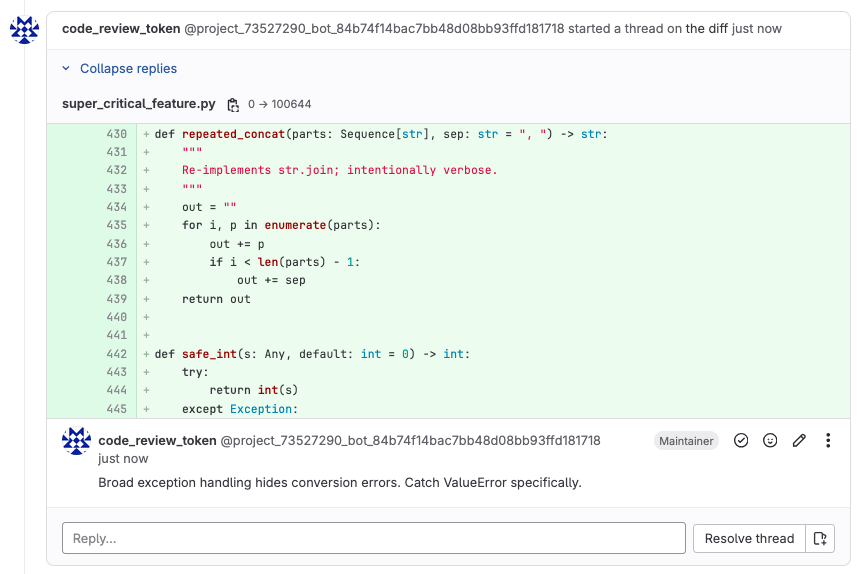 code_review_token @project_73527290_bot_84b74f14bac7bb48d08bb93ffd181718 started a thread on the diff just now
Collapse replies
super_critical_feature.py 0 → 100644
430 + def repeated_concat(parts: Sequence[str], sep: str = ", ") -> str:
431 +     """
432 +     Re-implements str.join; intentionally verbose.
433 +     """
434 +     out = ""
435 +     for i, p in enumerate(parts):
436 +         out += p
437 +         if i < len(parts) - 1:
438 +             out += sep
439 +     return out
440 +
441 +
442 + def safe_int(s: Any, default: int = 0) -> int:
443 +     try:
444 +         return int(s)
445 +     except Exception:
code_review_token @project_73527290_bot_84b74f14bac7bb48d08bb93ffd181718 Maintainer
just now
Broad exception handling hides conversion errors. Catch ValueError specifically.
Reply... Resolve thread